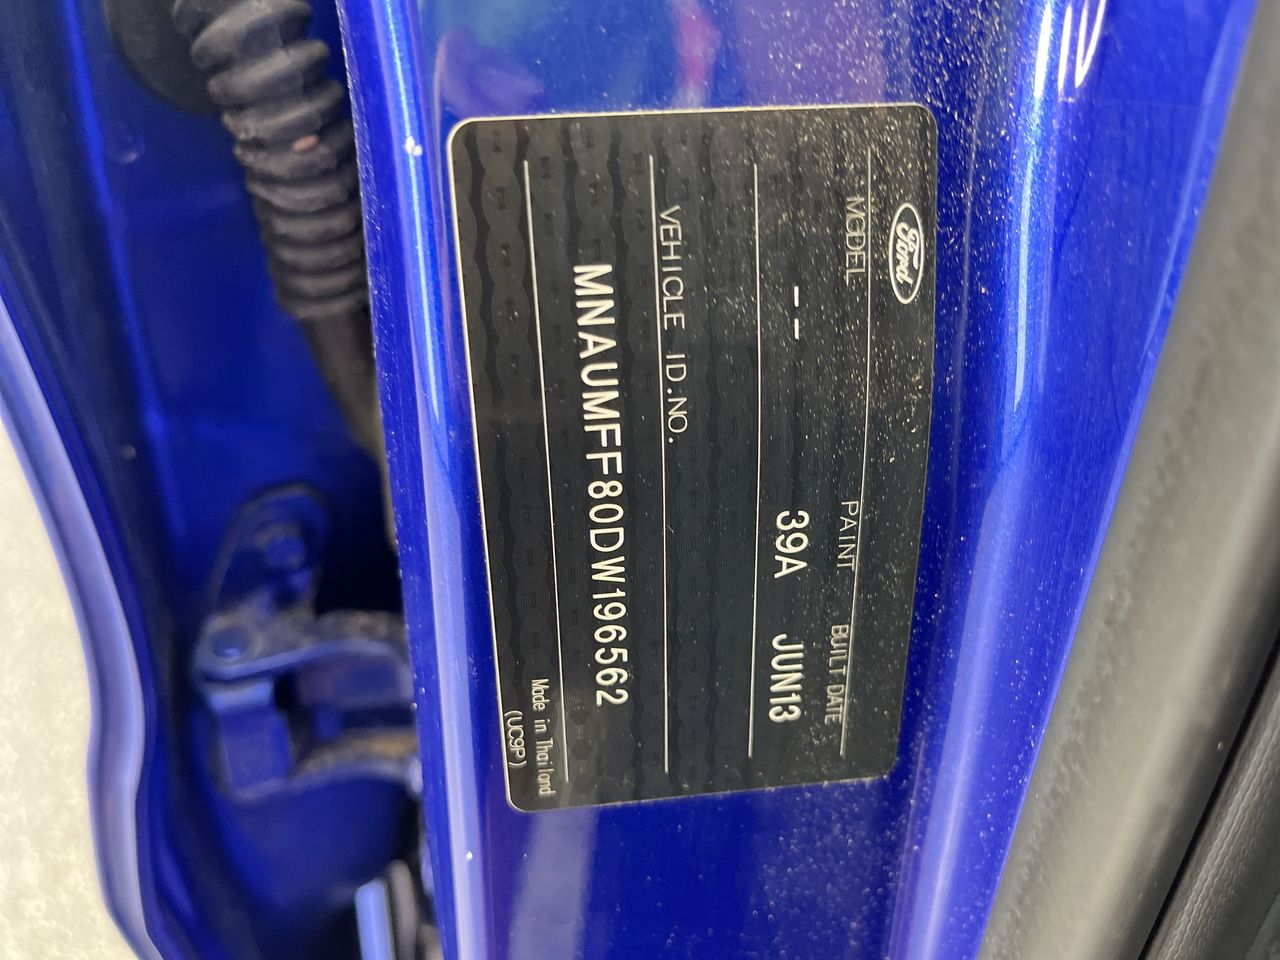 Ford
MODEL PAINT BUILT DATE
-- 39A JUN13
VEHICLE ID.NO.
MNAUMFF80DW196562
Made in Thailand
(UC9P)